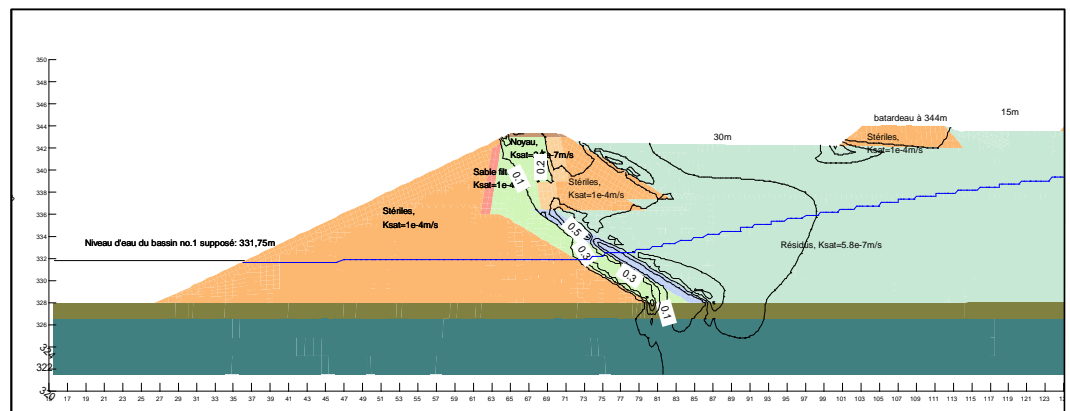 350
348
346
344
342
340
338
336
334
332
330
328
326
324
322
320
batardeau à 344m
15m
30m
Stériles,
Ksat=1e-4m/s
Noyau,
Sable filt
Stériles,
Ksat=1e-4m/s
Stériles,
Ksat=1e-4m/s
Résidus, Ksat=5.8e-7m/s
Niveau d'eau du bassin no.1 supposé: 331,75m
0.1
0.2
0.5
0.3
0.3
0.1
17 19 21 23 25 27 29 31 33 35 37 39 41 43 45 47 49 51 53 55 57 59 61 63 65 67 69 71 73 75 77 79 81 83 85 87 89 91 93 95 97 99 101 103 105 107 109 111 113 115 117 119 121 123